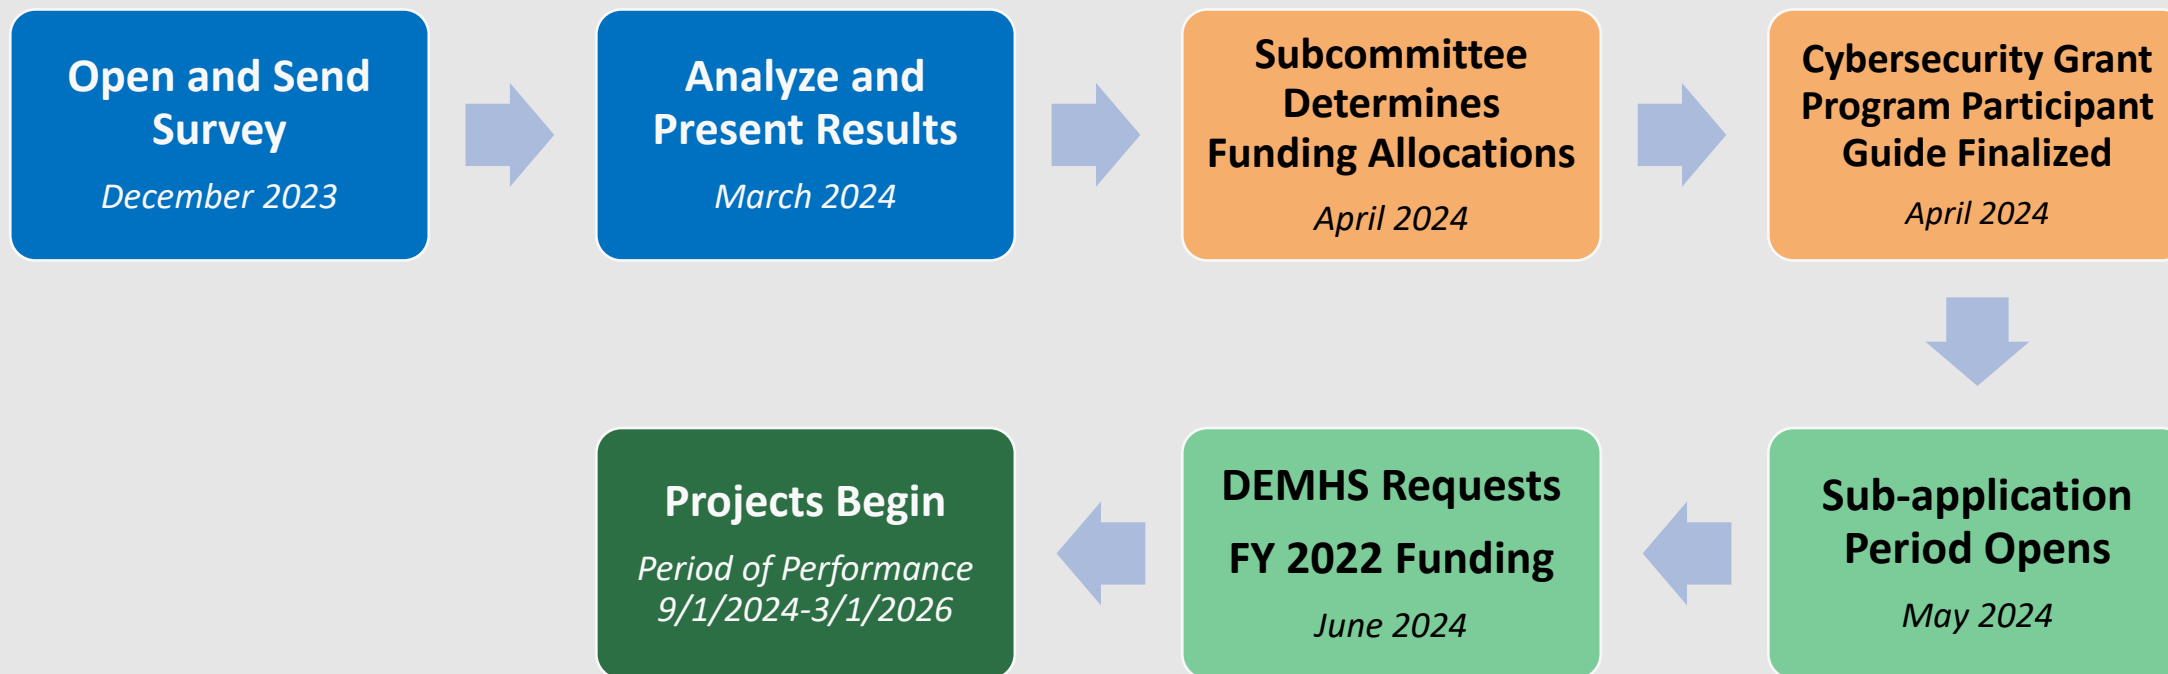 Open and Send
Survey
December 2023
Analyze and
Present Results
March 2024
Subcommittee
Determines
Funding Allocations
April 2024
Cybersecurity Grant
Program Participant
Guide Finalized
April 2024
Sub-application
Period Opens
May 2024
DEMHS Requests
FY 2022 Funding
June 2024
Projects Begin
Period of Performance
9/1/2024-3/1/2026